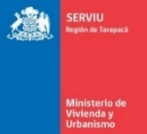 SERVIU
Región de Tarapacá
Ministerio de
Vivienda y
Urbanismo